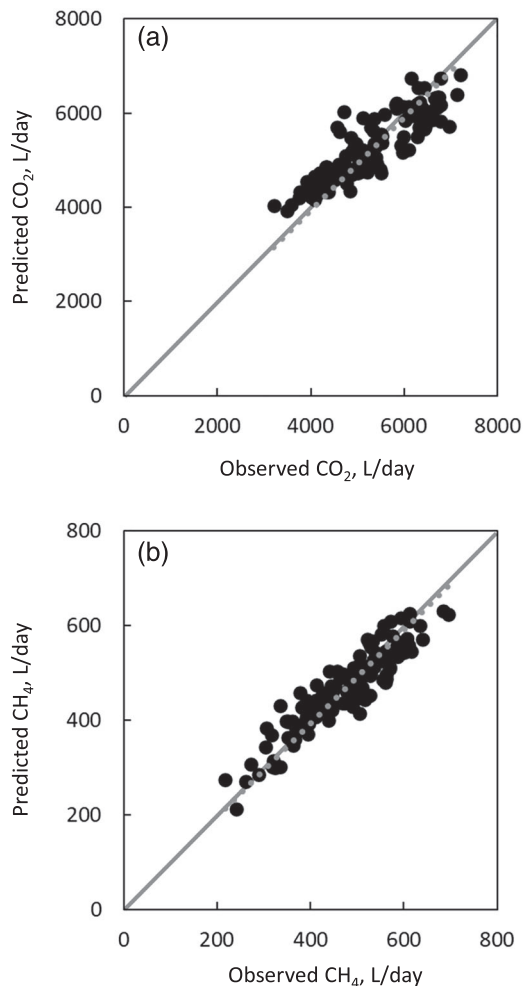 (a)
8000
6000
4000
2000
0
Predicted CO₂, L/day
0 2000 4000 6000 8000
Observed CO₂, L/day
(b)
800
600
400
200
0
Predicted CH₄, L/day
0 200 400 600 800
Observed CH₄, L/day